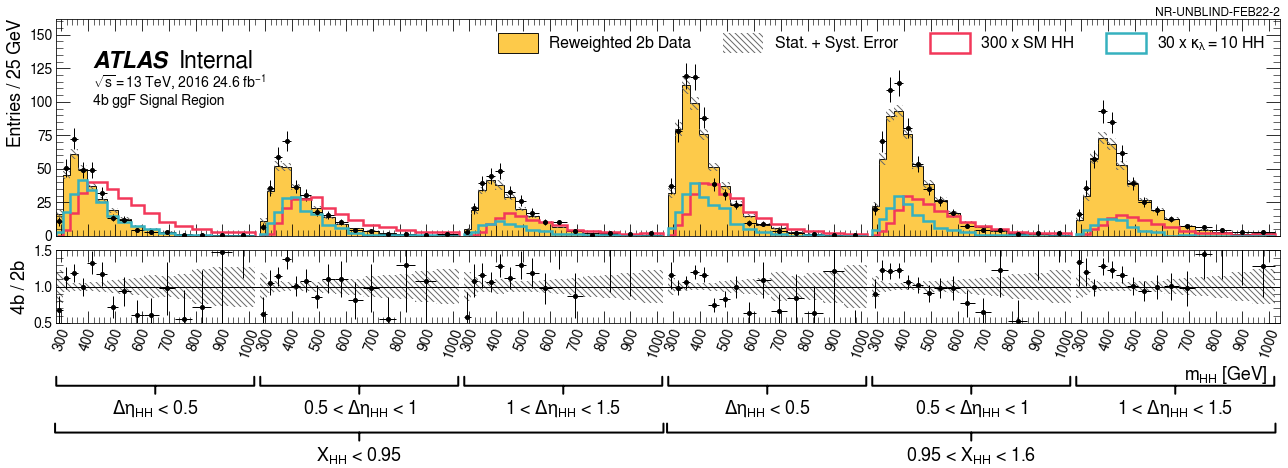 NR-UNBLIND-FEB22-2
Reweighted 2b Data
Stat. + Syst. Error
300 x SM HH
30 x κλ = 10 HH
ATLAS Internal
√s = 13 TeV, 2016 24.6 fb⁻¹
4b ggF Signal Region
Entries / 25 GeV
150
125
100
75
50
25
0
4b / 2b
1.5
1.0
0.5
300 400 500 600 700 800 900 1000 300 400 500 600 700 800 900 1000 300 400 500 600 700 800 900 1000 300 400 500 600 700 800 900 1000 300 400 500 600 700 800 900 1000 300 400 500 600 700 800 900 1000
mHH [GeV]
ΔηHH < 0.5
0.5 < ΔηHH < 1
1 < ΔηHH < 1.5
ΔηHH < 0.5
0.5 < ΔηHH < 1
1 < ΔηHH < 1.5
XHH < 0.95
0.95 < XHH < 1.6